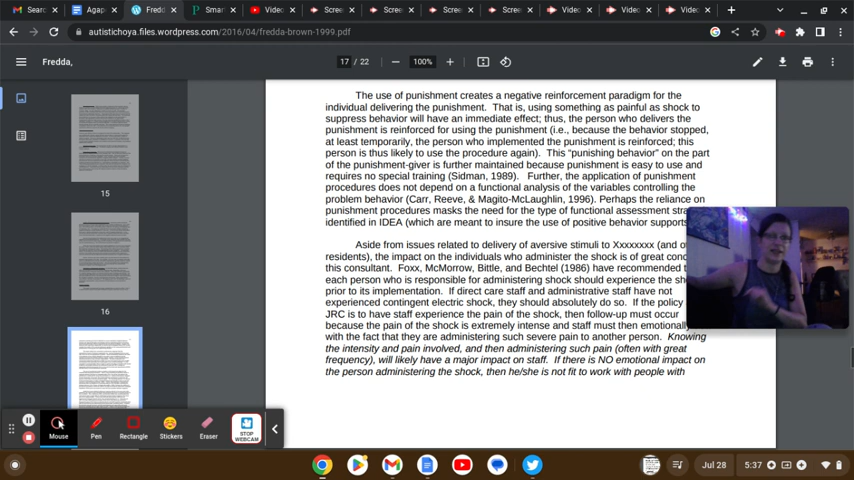 Searc
Agape
Fredd
Smar
Video
Scree
Scree
Scree
Scree
Video
Video
Video
autistichoya.files.wordpress.com/2016/04/fredda-brown-1999.pdf
Fredda,
17 / 22
100%
The use of punishment creates a negative reinforcement paradigm for the
individual delivering the punishment. That is, using something as painful as shock to
suppress behavior will have an immediate effect; thus, the person who delivers the
punishment is reinforced for using the punishment (i.e., because the behavior stopped,
at least temporarily, the person who implemented the punishment is reinforced; this
person is thus likely to use the procedure again). This "punishing behavior" on the part
of the punishment-giver is further maintained because punishment is easy to use and
requires no special training (Sidman, 1989). Further, the application of punishment
procedures does not depend on a functional analysis of the variables controlling the
problem behavior (Carr, Reeve, & Magito-McLaughlin, 1996). Perhaps the reliance on
punishment procedures masks the need for the type of functional assessment stra
identified in IDEA (which are meant to insure the use of positive behavior supports
Aside from issues related to delivery of aversive stimuli to Xxxxxxxx (and o
residents), the impact on the individuals who administer the shock is of great conc
this consultant. Foxx, McMorrow, Bittle, and Bechtel (1986) have recommended
each person who is responsible for administering shock should experience the sh
prior to its implementation. If direct care staff and administrative staff have not
experienced contingent electric shock, they should absolutely do so. If the policy
JRC is to have staff experience the pain of the shock, then follow-up must occur
because the pain of the shock is extremely intense and staff must then emotionally
with the fact that they are administering such severe pain to another person. Knowing
the intensity and pain involved, and then administering such pain (often with great
frequency), will likely have a major impact on staff. If there is NO emotional impact on
the person administering the shock, then he/she is not fit to work with people with
15
16
Mouse
Pen
Rectangle
Stickers
Eraser
STOP
WEBCAM
Jul 28
5:37